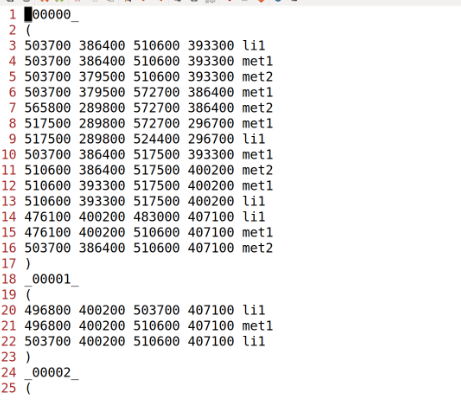 1 _00000_
2 (
3 503700 386400 510600 393300 li1
4 503700 386400 510600 393300 met1
5 503700 379500 510600 393300 met2
6 503700 379500 572700 386400 met1
7 565800 289800 572700 386400 met2
8 517500 289800 572700 296700 met1
9 517500 289800 524400 296700 li1
10 503700 386400 517500 393300 met1
11 510600 386400 517500 400200 met2
12 510600 393300 517500 400200 met1
13 510600 393300 517500 400200 li1
14 476100 400200 483000 407100 li1
15 476100 400200 510600 407100 met1
16 503700 386400 510600 407100 met2
17 )
18 _00001_
19 (
20 496800 400200 503700 407100 li1
21 496800 400200 510600 407100 met1
22 503700 400200 510600 407100 li1
23 )
24 _00002_
25 (